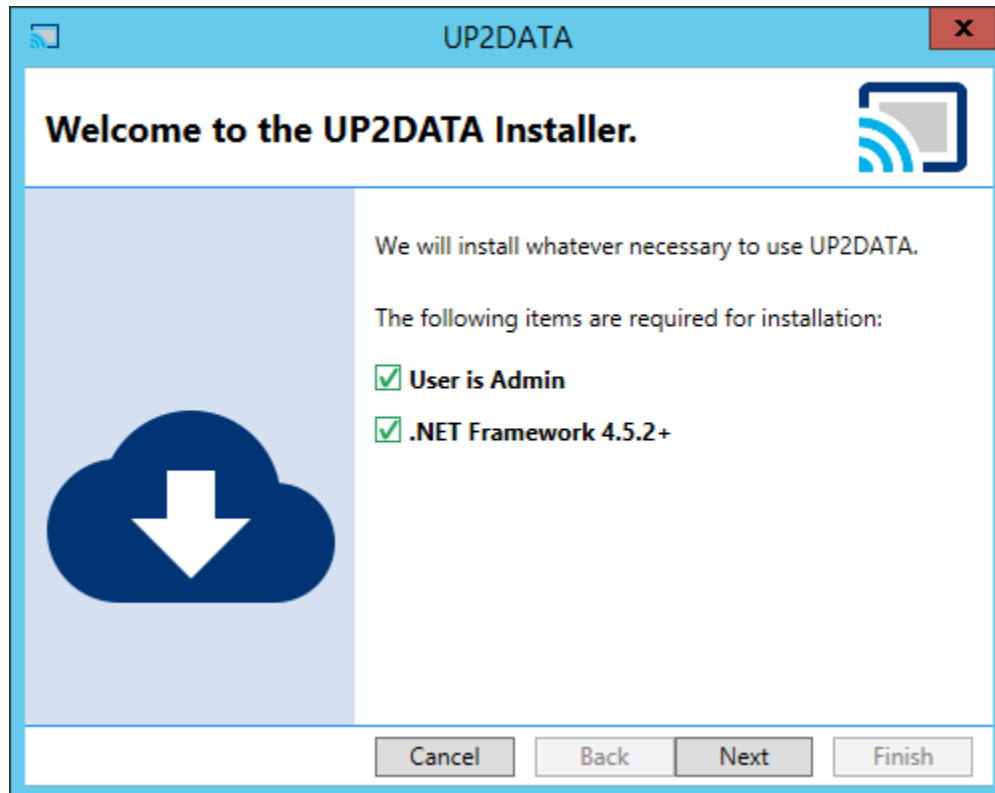 UP2DATA
x
Welcome to the UP2DATA Installer.
We will install whatever necessary to use UP2DATA.
The following items are required for installation:
User is Admin
.NET Framework 4.5.2+
Cancel
Back
Next
Finish